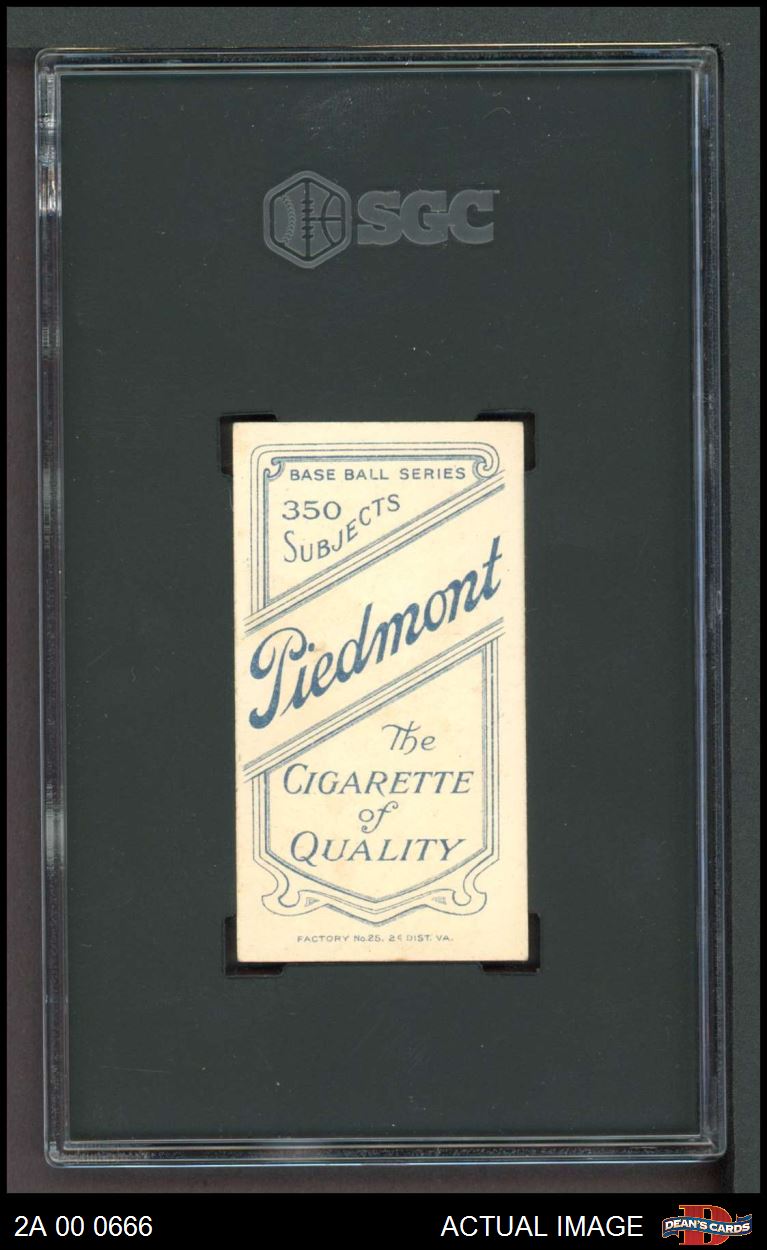 SGC
BASE BALL SERIES
350
SUBJECTS
Piedmont
The
CIGARETTE
of
QUALITY
FACTORY No.25. 2d DIST. VA.
2A 00 0666 ACTUAL IMAGE DEAN'S CARDS